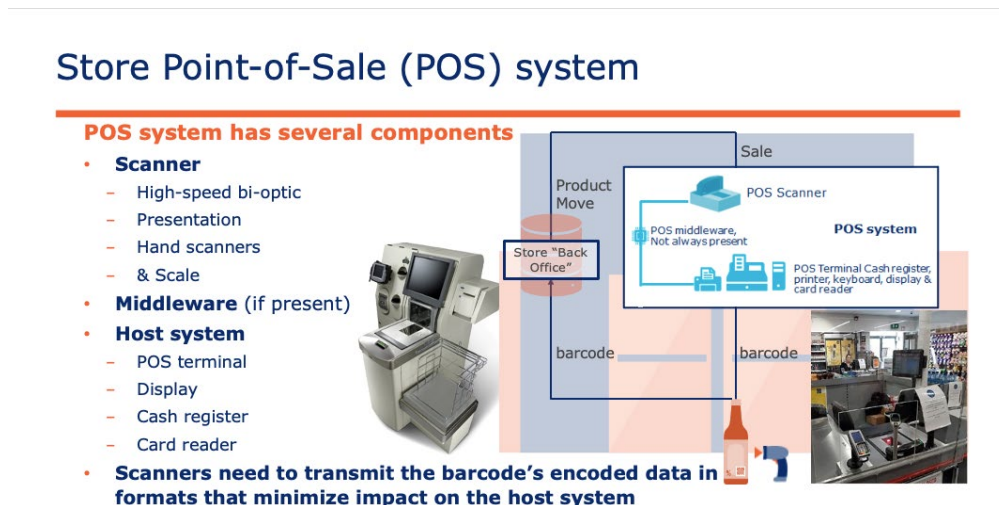 Store Point-of-Sale (POS) system
POS system has several components
• Scanner
– High-speed bi-optic
– Presentation
– Hand scanners
– & Scale
• Middleware (if present)
• Host system
– POS terminal
– Display
– Cash register
– Card reader
• Scanners need to transmit the barcode’s encoded data in
formats that minimize impact on the host system
Sale
Product
Move
POS Scanner
POS middleware,
Not always present
POS system
Store “Back
Office”
POS Terminal Cash register,
printer, keyboard, display &
card reader
barcode
barcode